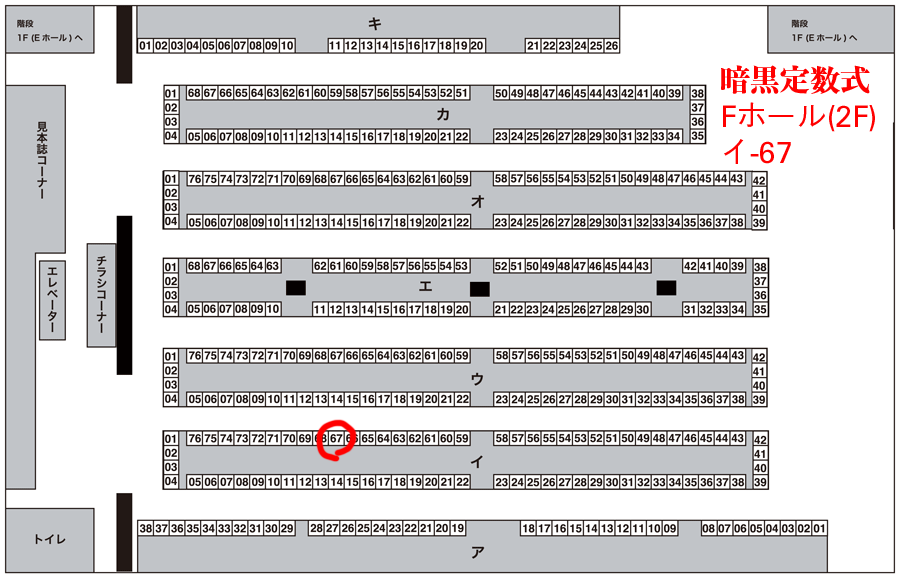 階段
1F (Eホール) へ
キ
01 02 03 04 05 06 07 08 09 10 11 12 13 14 15 16 17 18 19 20 21 22 23 24 25 26
階段
1F (Eホール) へ
暗黒定数式
Fホール(2F)
イ-67
見本誌コーナー
エレベーター
チラシコーナー
トイレ
01 68 67 66 65 64 63 62 61 60 59 58 57 56 55 54 53 52 51 50 49 48 47 46 45 44 43 42 41 40 39 38
02 37
カ
03 36
04 05 06 07 08 09 10 11 12 13 14 15 16 17 18 19 20 21 22 23 24 25 26 27 28 29 30 31 32 33 34 35
01 76 75 74 73 72 71 70 69 68 67 66 65 64 63 62 61 60 59 58 57 56 55 54 53 52 51 50 49 48 47 46 45 44 43 42
02 41
オ
03 40
04 05 06 07 08 09 10 11 12 13 14 15 16 17 18 19 20 21 22 23 24 25 26 27 28 29 30 31 32 33 34 35 36 37 38 39
01 68 67 66 65 64 63 62 61 60 59 58 57 56 55 54 53 52 51 50 49 48 47 46 45 44 43 42 41 40 39 38
02 37
エ
03 36
04 05 06 07 08 09 10 11 12 13 14 15 16 17 18 19 20 21 22 23 24 25 26 27 28 29 30 31 32 33 34 35
01 76 75 74 73 72 71 70 69 68 67 66 65 64 63 62 61 60 59 58 57 56 55 54 53 52 51 50 49 48 47 46 45 44 43 42
02 41
ウ
03 40
04 05 06 07 08 09 10 11 12 13 14 15 16 17 18 19 20 21 22 23 24 25 26 27 28 29 30 31 32 33 34 35 36 37 38 39
01 76 75 74 73 72 71 70 69 68 67 66 65 64 63 62 61 60 59 58 57 56 55 54 53 52 51 50 49 48 47 46 45 44 43 42
02 41
イ
03 40
04 05 06 07 08 09 10 11 12 13 14 15 16 17 18 19 20 21 22 23 24 25 26 27 28 29 30 31 32 33 34 35 36 37 38 39
38 37 36 35 34 33 32 31 30 29 28 27 26 25 24 23 22 21 20 19 18 17 16 15 14 13 12 11 10 09 08 07 06 05 04 03 02 01
ア